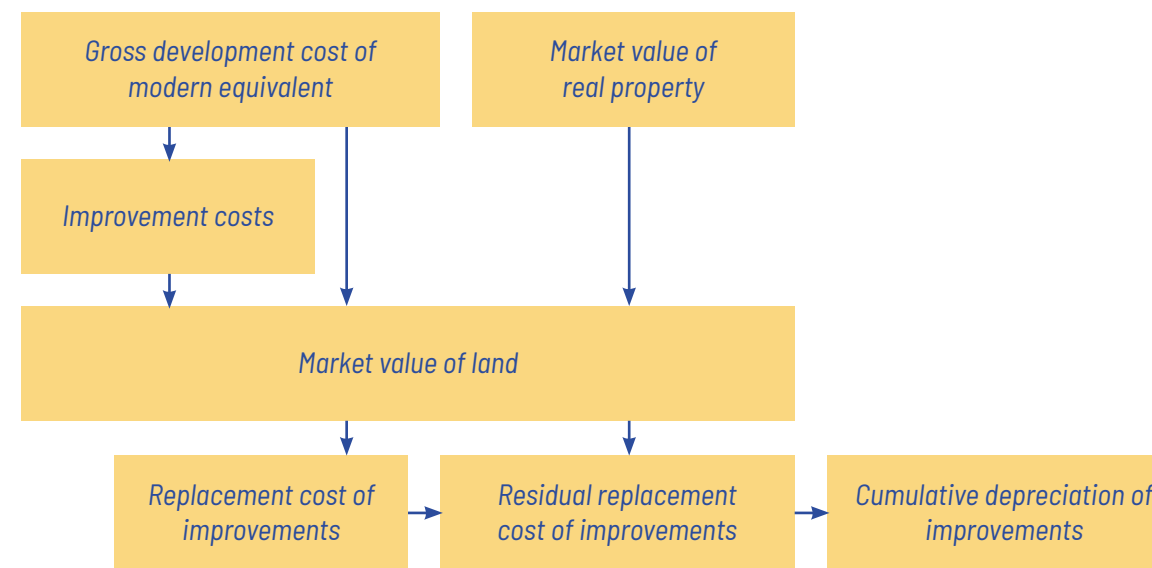 Gross development cost of
modern equivalent
Market value of
real property
Improvement costs
Market value of land
Replacement cost of
improvements
Residual replacement
cost of improvements
Cumulative depreciation of
improvements